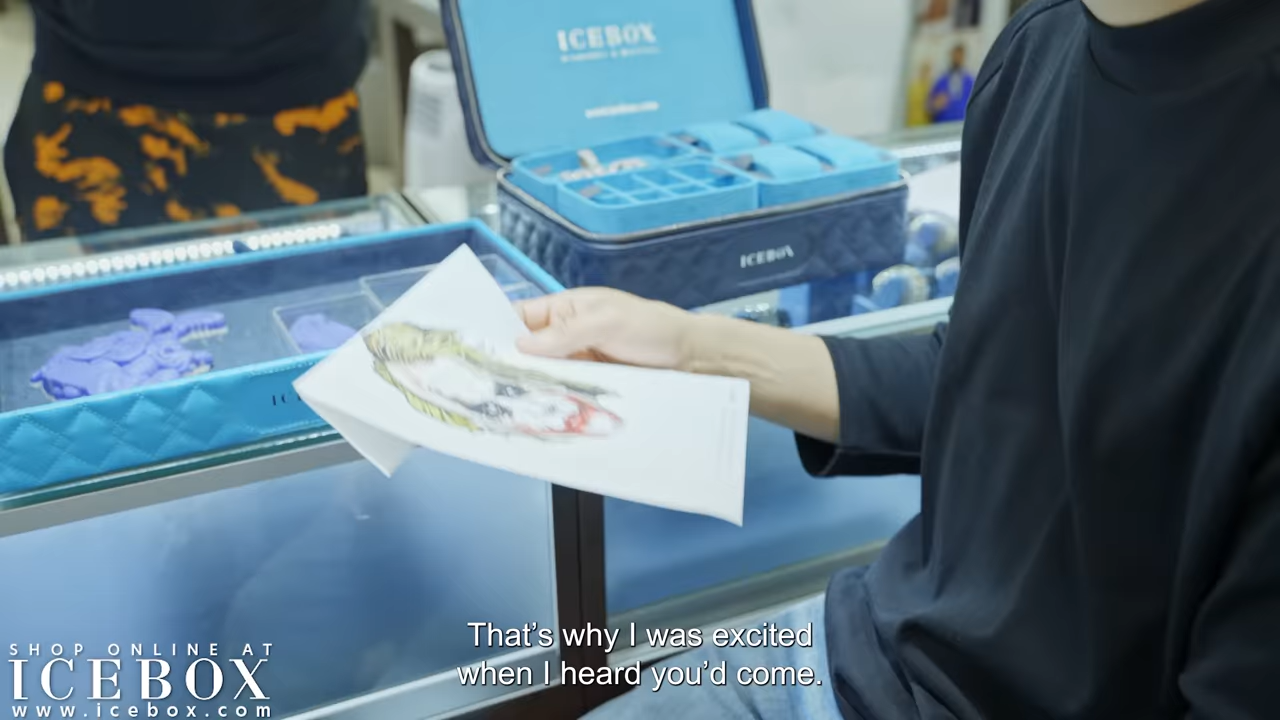 ICEBOX
ICEBOX
SHOP ONLINE AT
ICEBOX
www.icebox.com
That's why I was excited
when I heard you'd come.